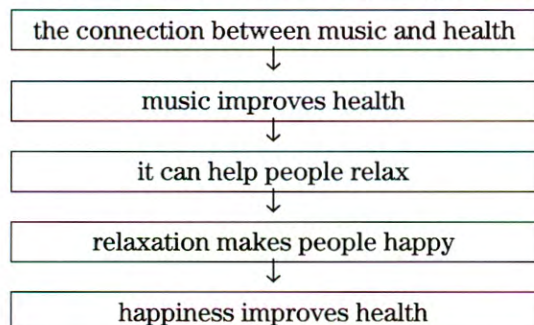 the connection between music and health
↓
music improves health
↓
it can help people relax
↓
relaxation makes people happy
↓
happiness improves health